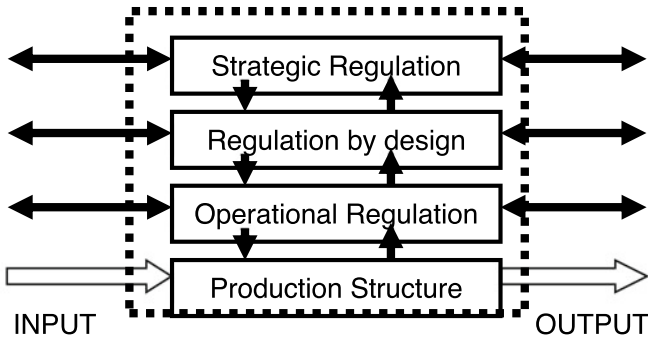 Strategic Regulation
Regulation by design
Operational Regulation
Production Structure
INPUT
OUTPUT